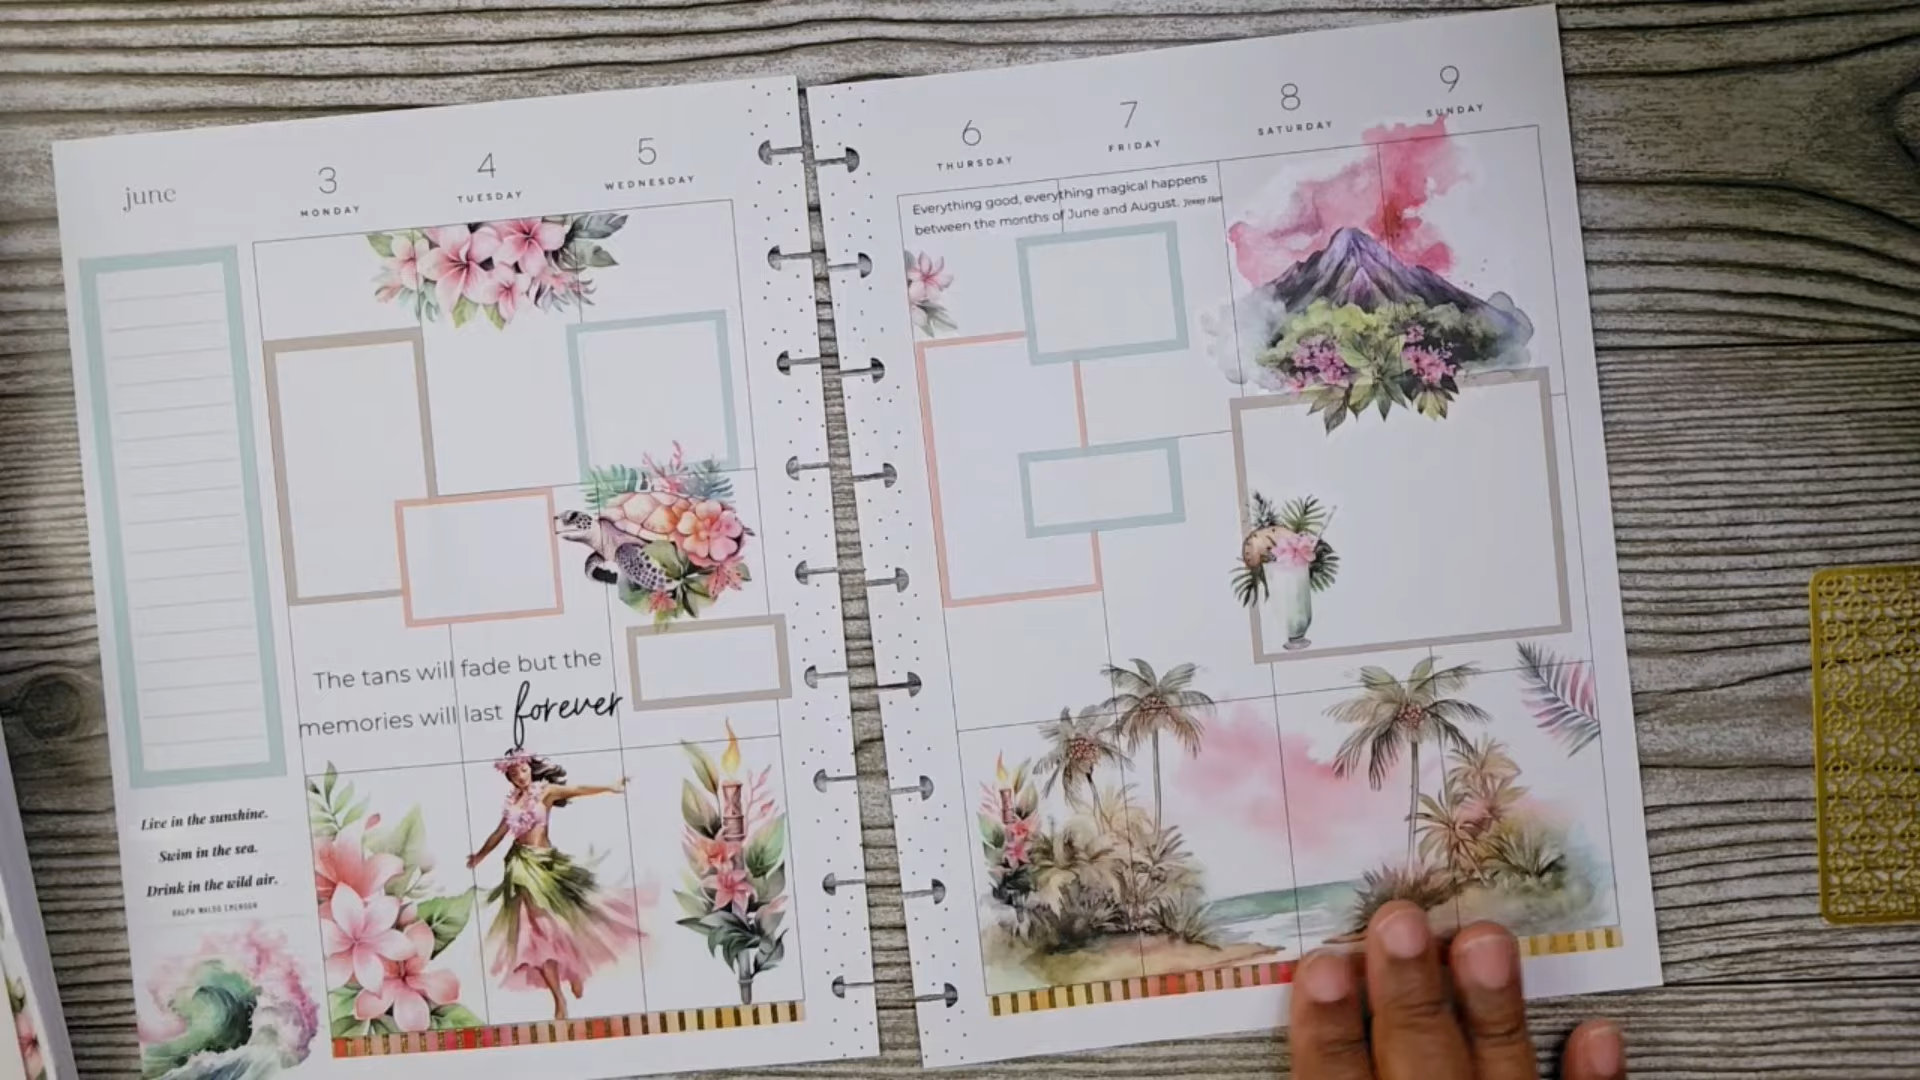 june
3
MONDAY
4
TUESDAY
5
WEDNESDAY
The tans will fade but the
memories will last forever
Live in the sunshine.
Swim in the sea.
Drink in the wild air.
RALPH WALDO EMERSON
6
THURSDAY
7
FRIDAY
8
SATURDAY
9
SUNDAY
Everything good, everything magical happens
between the months of June and August. Jenny Han